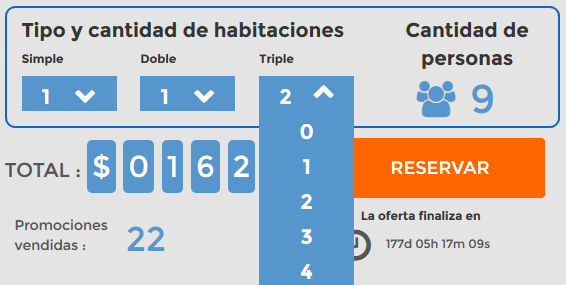 Tipo y cantidad de habitaciones
Cantidad de
personas
Simple
Doble
Triple
1
1
2
9
0
1
2
3
4
TOTAL :
$ 0 1 6 2
RESERVAR
Promociones
vendidas :
22
La oferta finaliza en
177d 05h 17m 09s